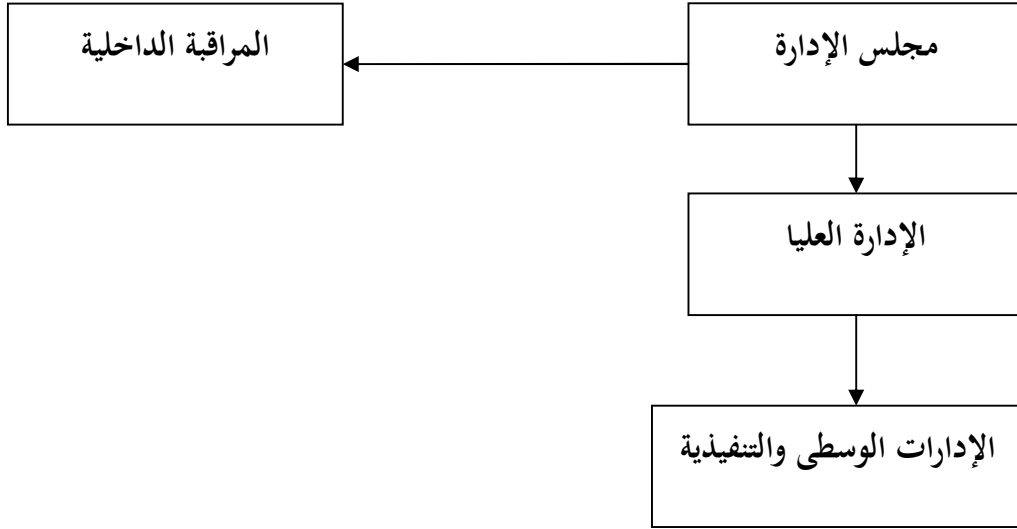 مجلس الإدارة
المراقبة الداخلية
الإدارة العليا
الإدارات الوسطى والتنفيذية